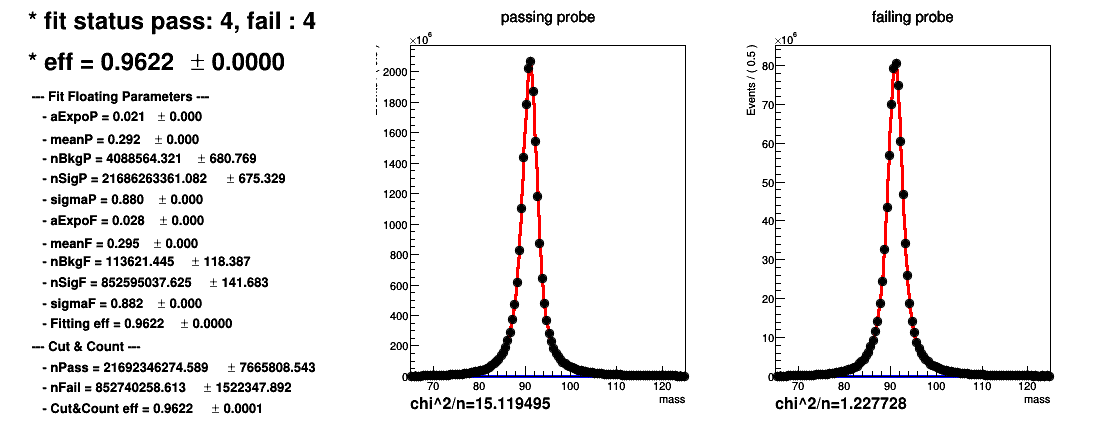 * fit status pass: 4, fail : 4
* eff = 0.9622 ± 0.0000
--- Fit Floating Parameters ---
- aExpoP = 0.021 ± 0.000
- meanP = 0.292 ± 0.000
- nBkgP = 4088564.321 ± 680.769
- nSigP = 21686263361.082 ± 675.329
- sigmaP = 0.880 ± 0.000
- aExpoF = 0.028 ± 0.000
- meanF = 0.295 ± 0.000
- nBkgF = 113621.445 ± 118.387
- nSigF = 852595037.625 ± 141.683
- sigmaF = 0.882 ± 0.000
- Fitting eff = 0.9622 ± 0.0000
--- Cut & Count ---
- nPass = 21692346274.589 ± 7665808.543
- nFail = 852740258.613 ± 1522347.892
- Cut&Count eff = 0.9622 ± 0.0001
passing probe
×10^6
2000
1800
1600
1400
1200
1000
800
600
400
200
0
70 80 90 100 110 120
mass
chi^2/n=15.119495
failing probe
×10^6
Events / ( 0.5 )
80
70
60
50
40
30
20
10
0
70 80 90 100 110 120
mass
chi^2/n=1.227728